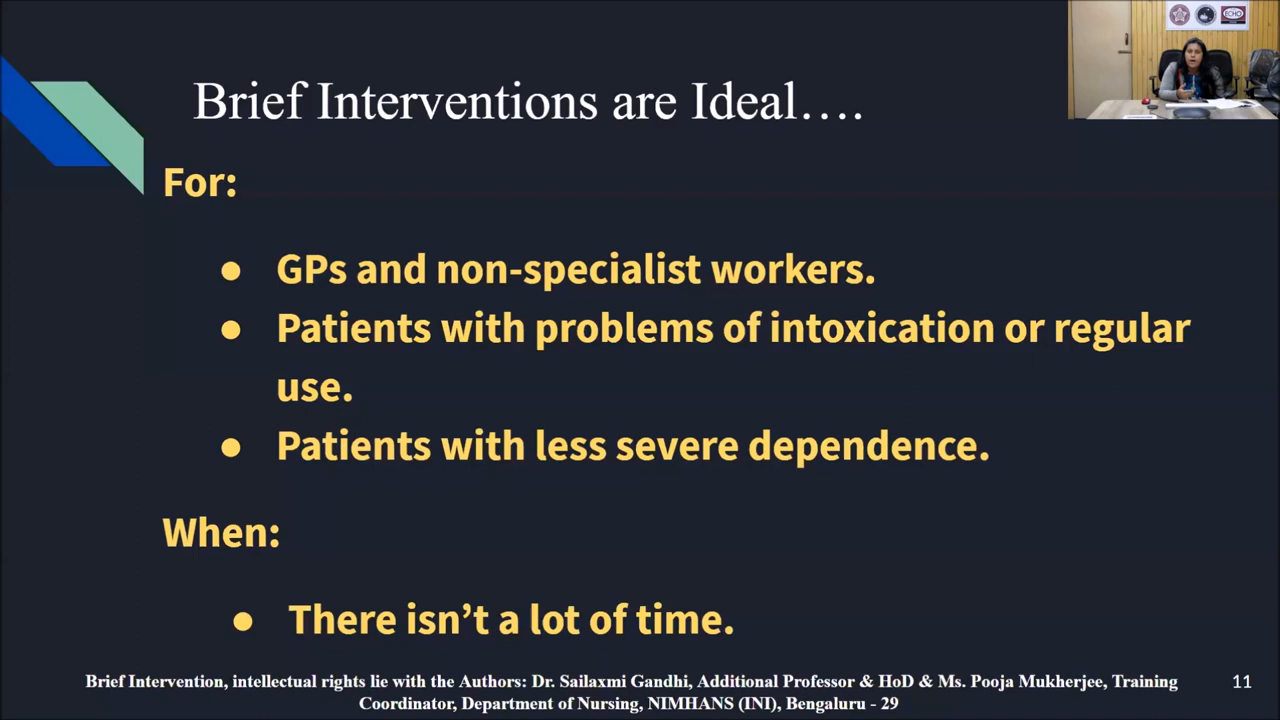 Brief Interventions are Ideal....
For:
● GPs and non-specialist workers.
● Patients with problems of intoxication or regular
use.
● Patients with less severe dependence.
When:
● There isn’t a lot of time.
Brief Intervention, intellectual rights lie with the Authors: Dr. Sailaxmi Gandhi, Additional Professor & HoD & Ms. Pooja Mukherjee, Training
Coordinator, Department of Nursing, NIMHANS (INI), Bengaluru - 29
11
ECHO